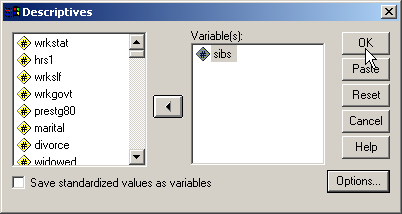 Descriptives
wrkstat
hrs1
wrkslf
wrkgovt
prestg80
marital
divorce
widowed
Variable(s):
sibs
OK
Paste
Reset
Cancel
Help
Save standardized values as variables
Options...